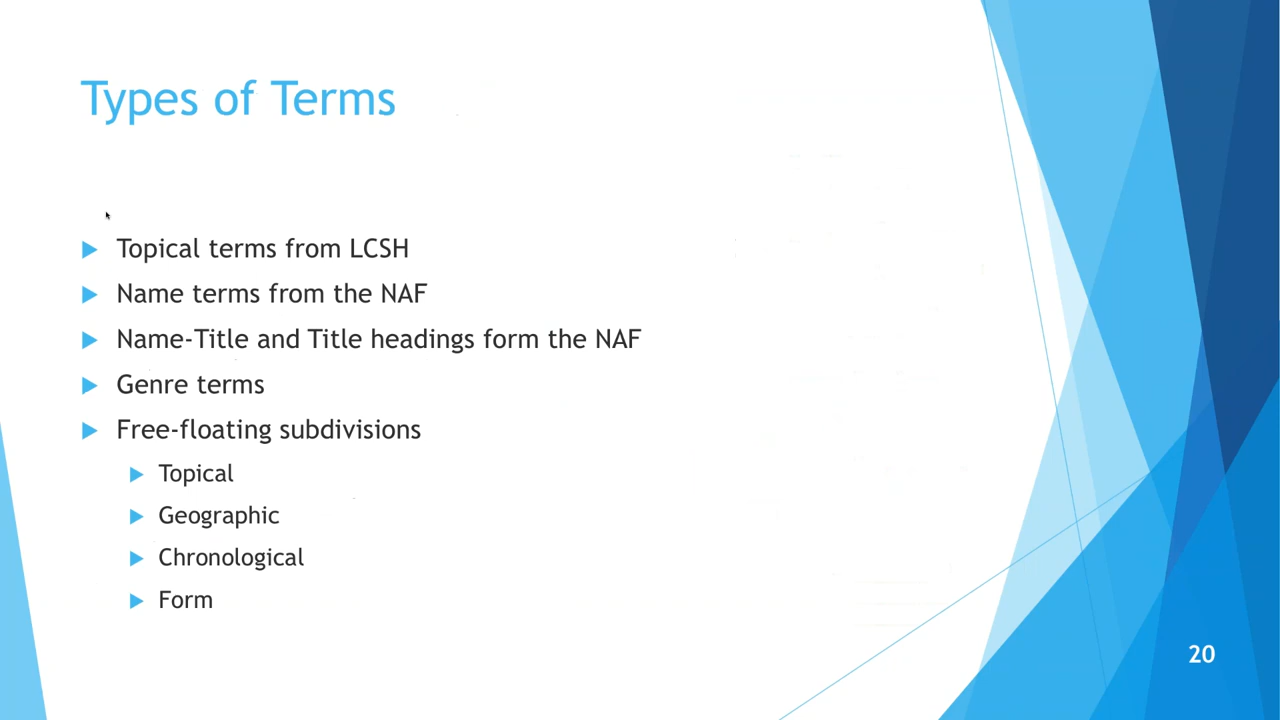 Types of Terms
Topical terms from LCSH
Name terms from the NAF
Name-Title and Title headings form the NAF
Genre terms
Free-floating subdivisions
Topical
Geographic
Chronological
Form
20